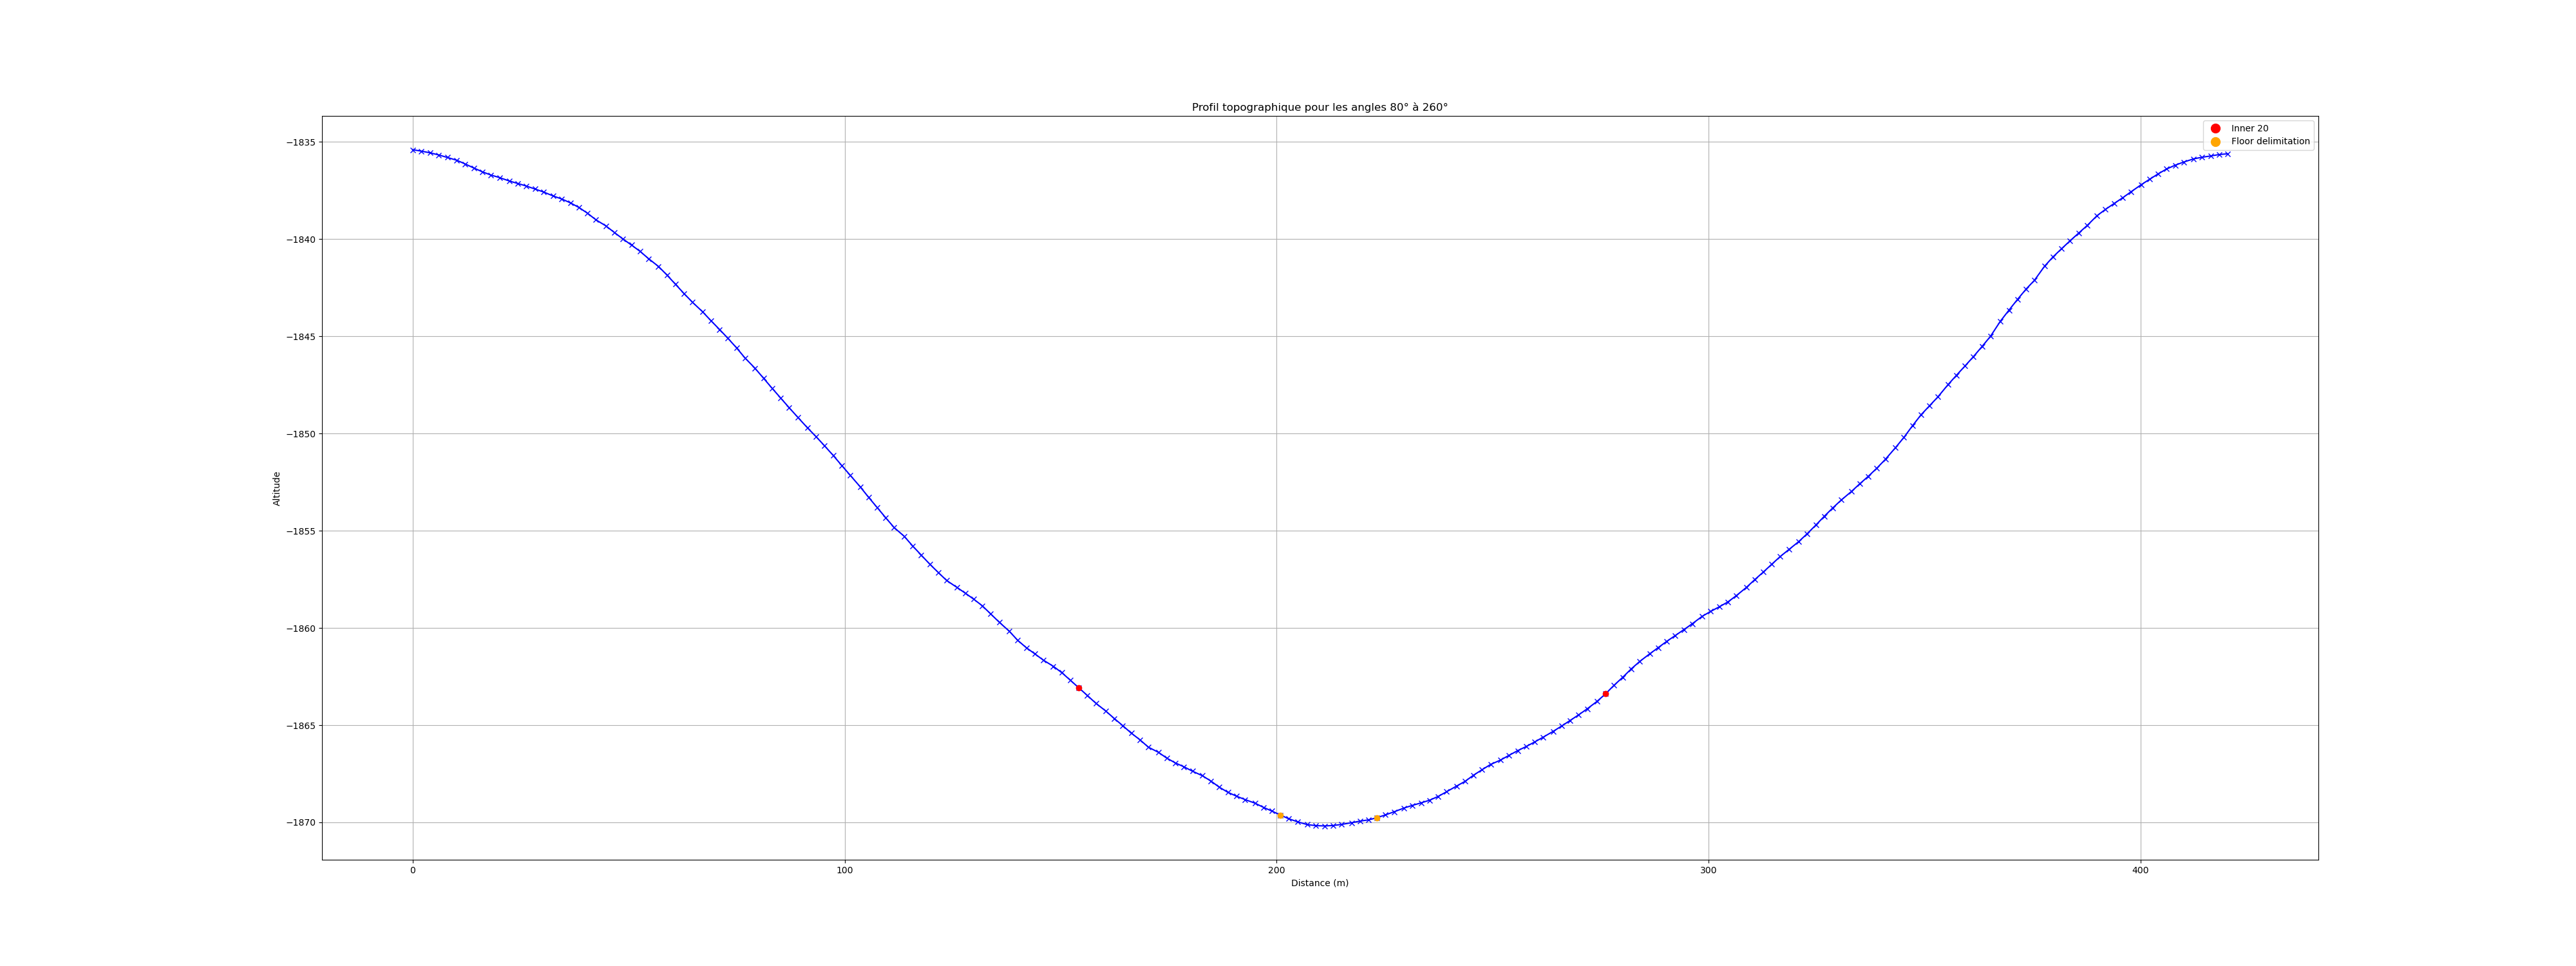 Profil topographique pour les angles 80° à 260°
Inner 20
Floor delimitation
Altitude
−1835
−1840
−1845
−1850
−1855
−1860
−1865
−1870
0
100
200
300
400
Distance (m)